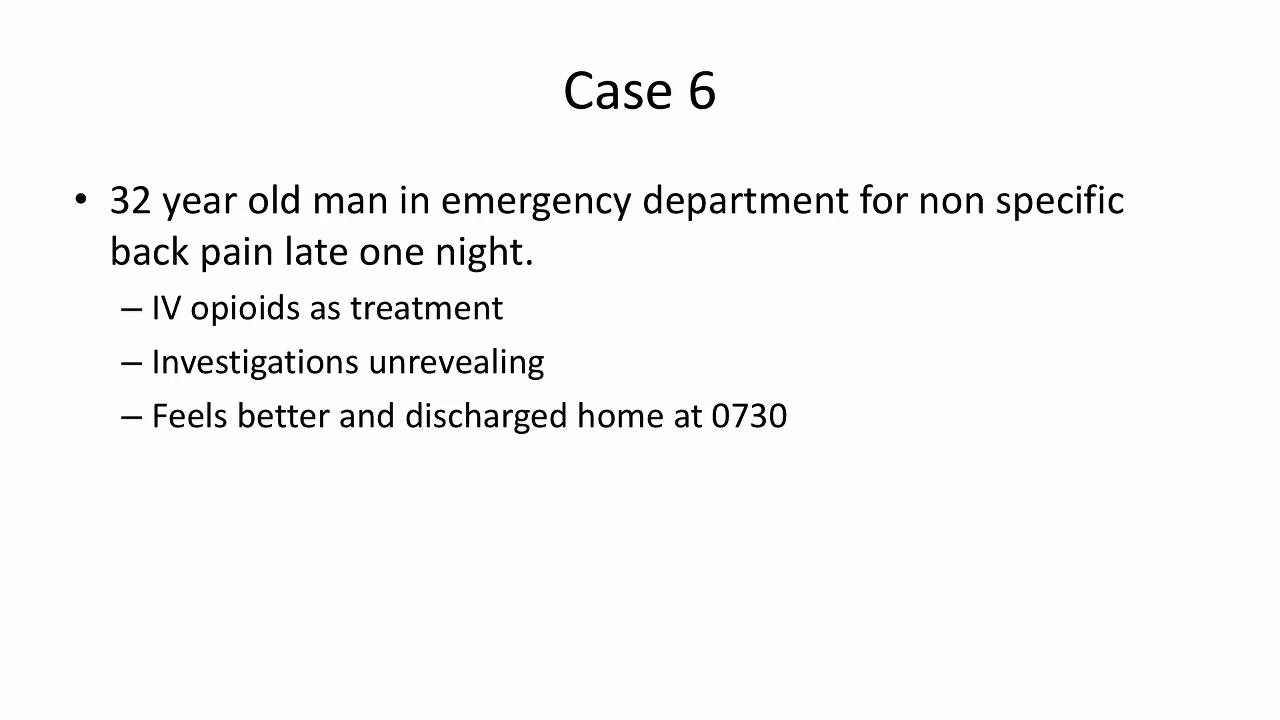 Case 6
• 32 year old man in emergency department for non specific
back pain late one night.
– IV opioids as treatment
– Investigations unrevealing
– Feels better and discharged home at 0730